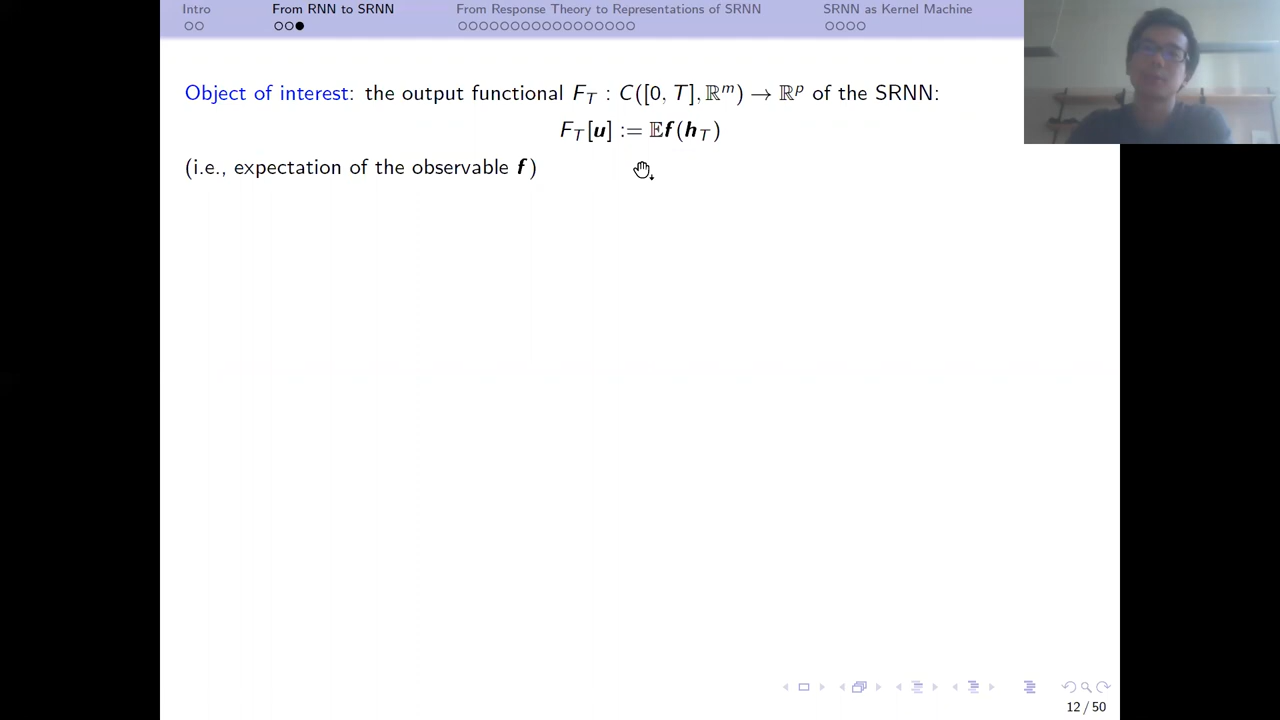 Intro From RNN to SRNN From Response Theory to Representations of SRNN SRNN as Kernel Machine
Object of interest: the output functional F_T : C([0, T], ℝ^m) → ℝ^p of the SRNN:
F_T[u] := 𝔼f(h_T)
(i.e., expectation of the observable f)
12 / 50